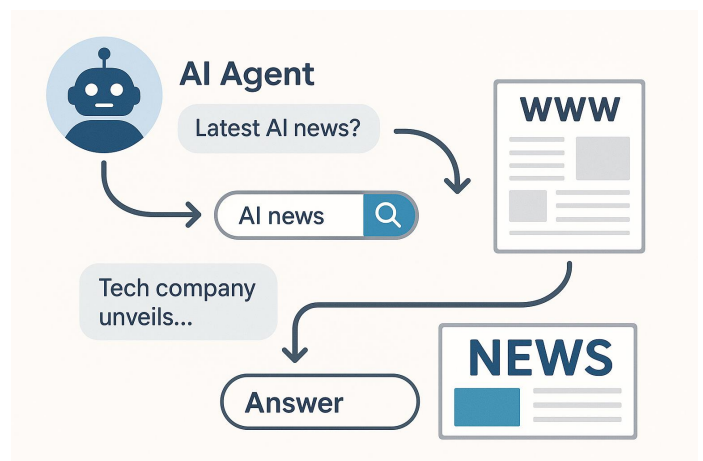 AI Agent
Latest AI news?
WWW
AI news
Tech company
unveils...
NEWS
Answer